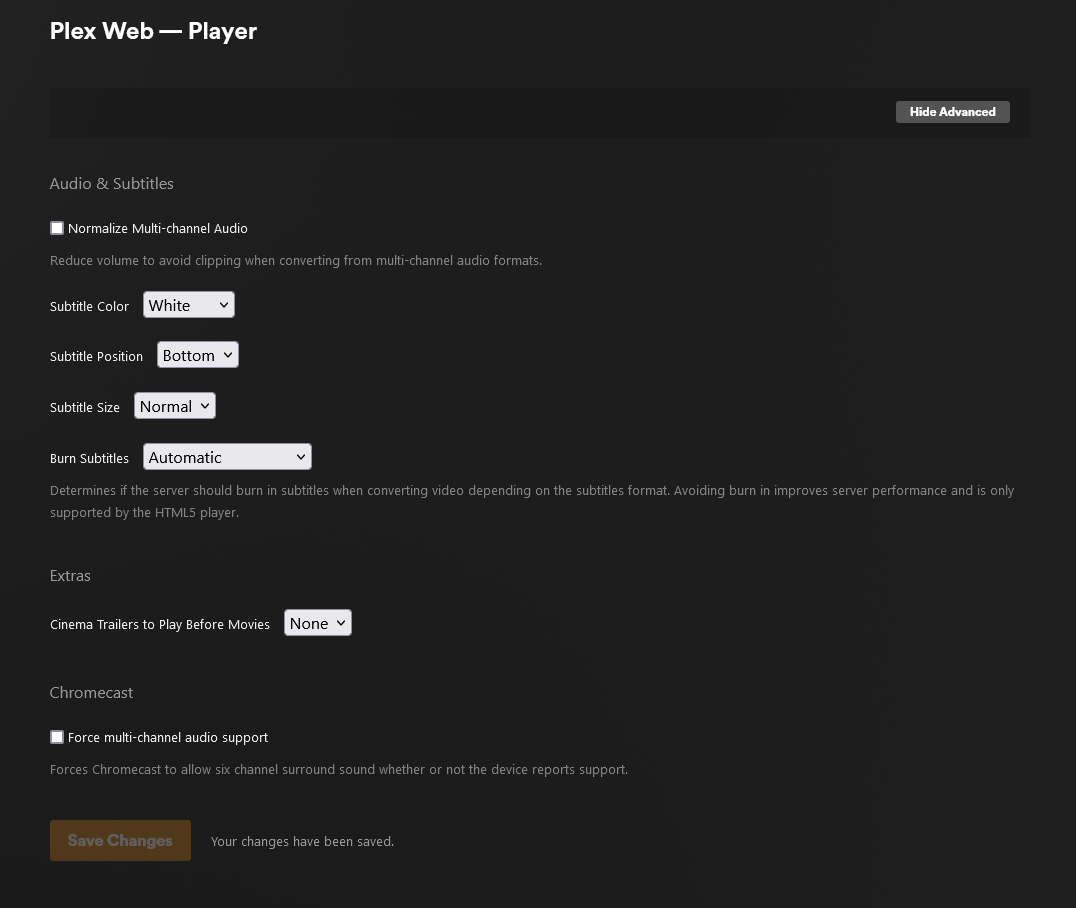 Plex Web — Player
Hide Advanced
Audio & Subtitles
Normalize Multi-channel Audio
Reduce volume to avoid clipping when converting from multi-channel audio formats.
Subtitle Color White
Subtitle Position Bottom
Subtitle Size Normal
Burn Subtitles Automatic
Determines if the server should burn in subtitles when converting video depending on the subtitles format. Avoiding burn in improves server performance and is only
supported by the HTML5 player.
Extras
Cinema Trailers to Play Before Movies None
Chromecast
Force multi-channel audio support
Forces Chromecast to allow six channel surround sound whether or not the device reports support.
Save Changes Your changes have been saved.